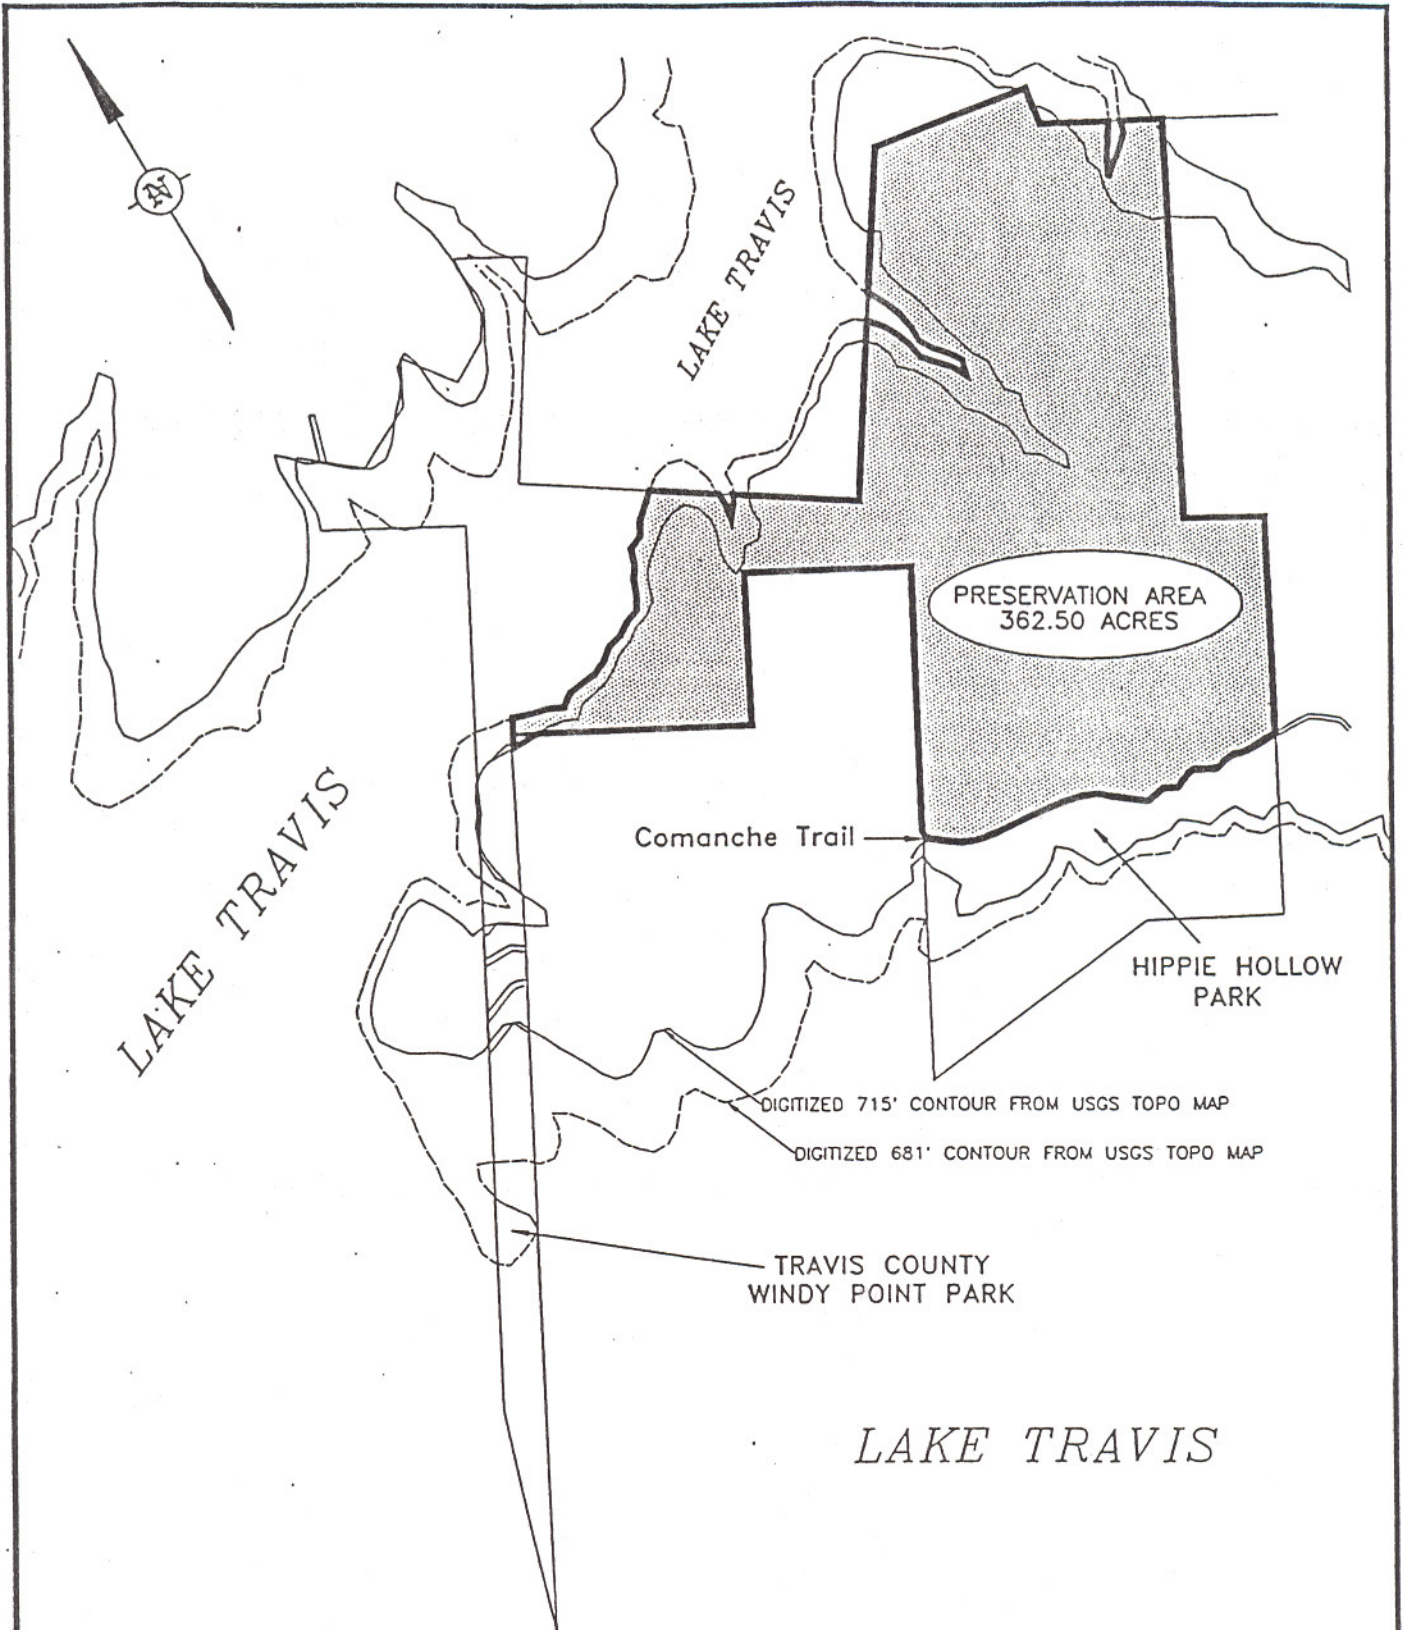 N
LAKE TRAVIS
PRESERVATION AREA
362.50 ACRES
Comanche Trail
LAKE TRAVIS
HIPPIE HOLLOW
PARK
DIGITIZED 715' CONTOUR FROM USGS TOPO MAP
DIGITIZED 681' CONTOUR FROM USGS TOPO MAP
TRAVIS COUNTY
WINDY POINT PARK
LAKE TRAVIS